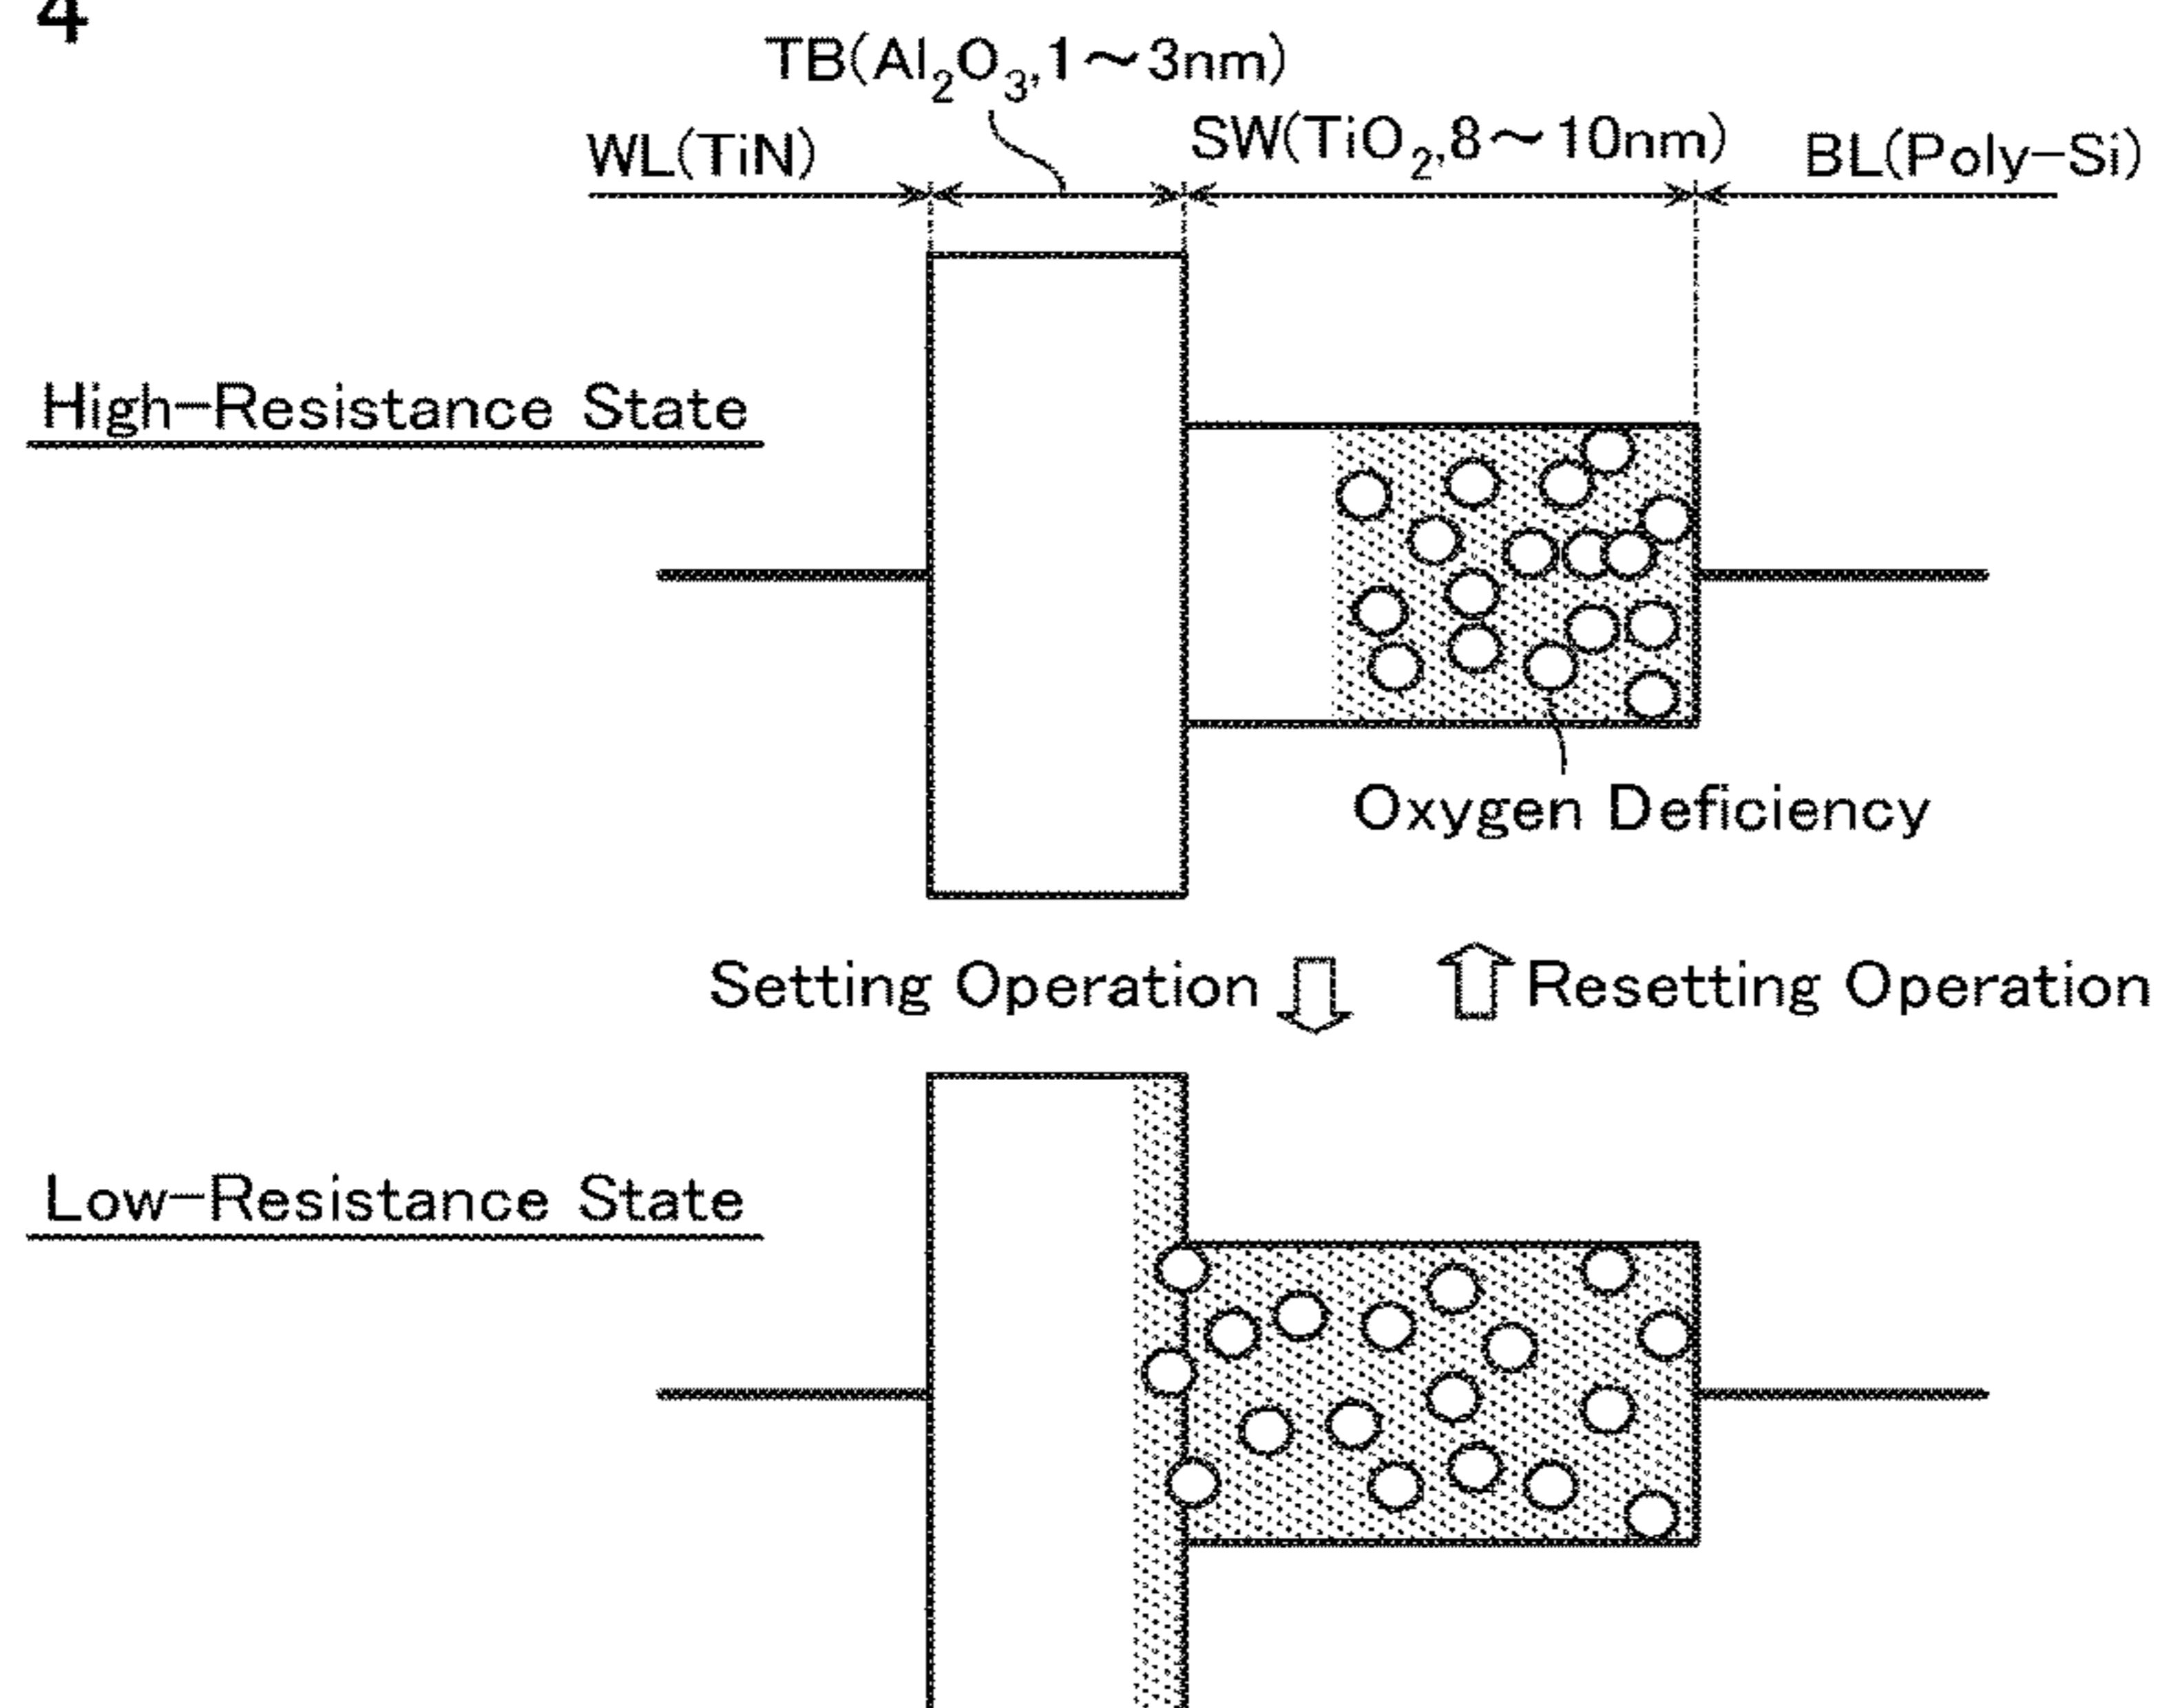 4
TB(Al₂O₃,1～3nm)
WL(TiN)
SW(TiO₂,8～10nm)
BL(Poly-Si)
High-Resistance State
Oxygen Deficiency
Setting Operation
Resetting Operation
Low-Resistance State